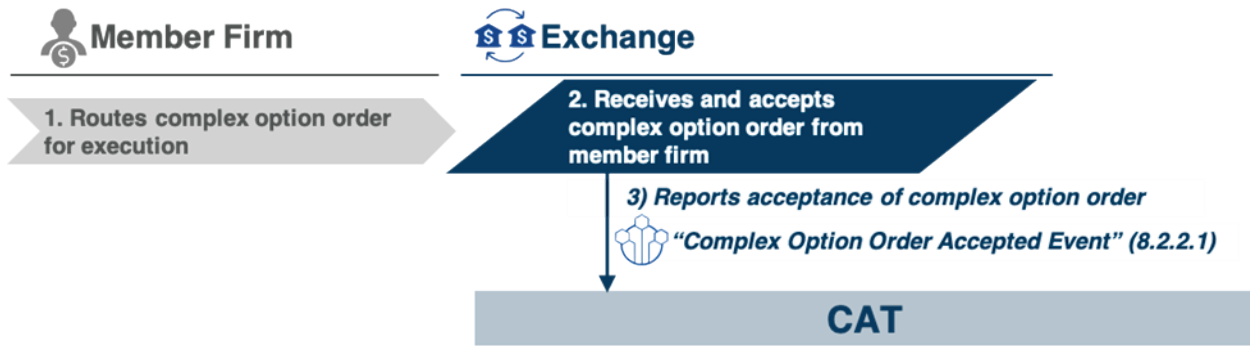 Member Firm
Exchange
1. Routes complex option order
for execution
2. Receives and accepts
complex option order from
member firm
3) Reports acceptance of complex option order
“Complex Option Order Accepted Event” (8.2.2.1)
CAT